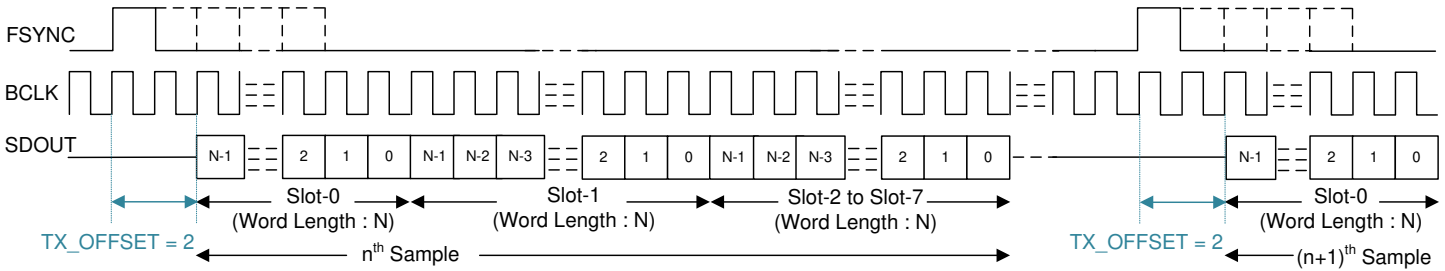 FSYNC
BCLK
SDOUT
N-1 2 1 0 N-1 N-2 N-3 2 1 0 N-1 N-2 N-3 2 1 0 N-1 2 1 0
Slot-0 Slot-1 Slot-2 to Slot-7 Slot-0
(Word Length : N) (Word Length : N) (Word Length : N) (Word Length : N)
TX_OFFSET = 2 nth Sample TX_OFFSET = 2 (n+1)th Sample